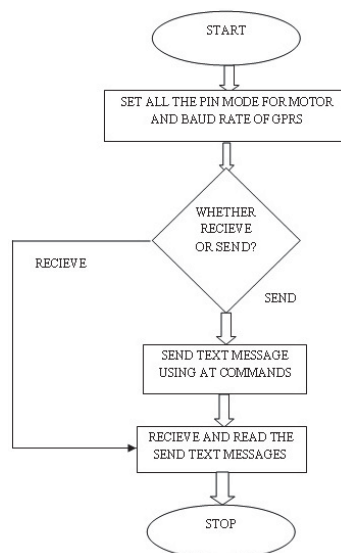 START
SET ALL THE PIN MODE FOR MOTOR
AND BAUD RATE OF GPRS
WHETHER
RECIEVE
OR SEND?
RECIEVE
SEND
SEND TEXT MESSAGE
USING AT COMMANDS
RECIEVE AND READ THE
SEND TEXT MESSAGES
STOP